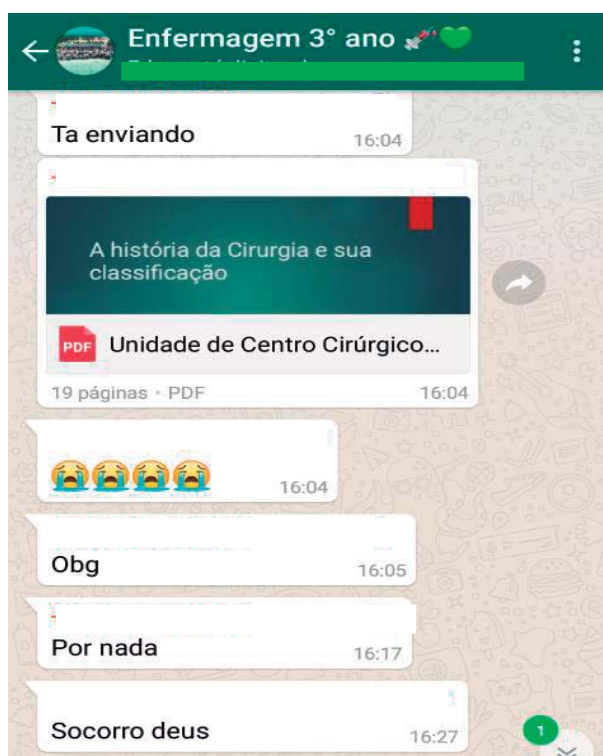 Enfermagem 3° ano 💉💚
Ta enviando
16:04
A história da Cirurgia e sua
classificação
PDF
Unidade de Centro Cirúrgico...
19 páginas • PDF
16:04
😭😭😭😭
16:04
Obg
16:05
Por nada
16:17
Socorro deus
16:27
1